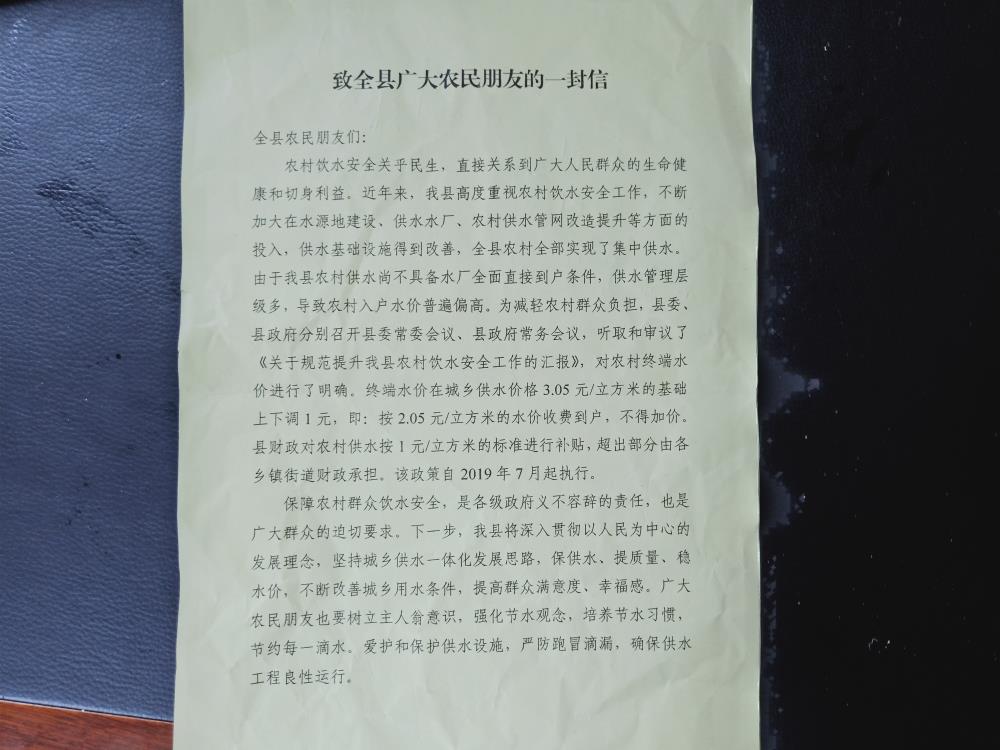 致全县广大农民朋友的一封信
全县农民朋友们：
农村饮水安全关乎民生，直接关系到广大人民群众的生命健
康和切身利益。近年来，我县高度重视农村饮水安全工作，不断
加大在水源地建设、供水水厂、农村供水管网改造提升等方面的
投入，供水基础设施得到改善，全县农村全部实现了集中供水。
由于我县农村供水尚不具备水厂全面直接到户条件，供水管理层
级多，导致农村入户水价普遍偏高。为减轻农村群众负担，县委、
县政府分别召开县委常委会议、县政府常务会议，听取和审议了
《关于规范提升我县农村饮水安全工作的汇报》，对农村终端水
价进行了明确。终端水价在城乡供水价格 3.05 元/立方米的基础
上下调 1 元，即：按 2.05 元/立方米的水价收费到户，不得加价。
县财政对农村供水按 1 元/立方米的标准进行补贴，超出部分由各
乡镇街道财政承担。该政策自 2019 年 7 月起执行。
保障农村群众饮水安全，是各级政府义不容辞的责任，也是
广大群众的迫切要求。下一步，我县将深入贯彻以人民为中心的
发展理念，坚持城乡供水一体化发展思路，保供水、提质量、稳
水价，不断改善城乡用水条件，提高群众满意度、幸福感。广大
农民朋友也要树立主人翁意识，强化节水观念，培养节水习惯，
节约每一滴水。爱护和保护供水设施，严防跑冒滴漏，确保供水
工程良性运行。